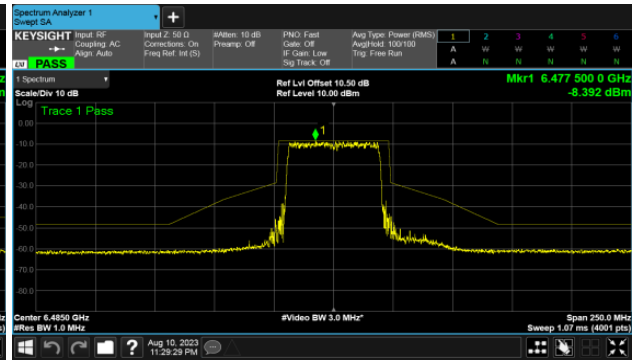 Spectrum Analyzer 1
Swept SA
KEYSIGHT
Input: RF
Coupling: AC
Align: Auto
Input Z: 50 Ω
Corrections: On
Freq Ref: Int (S)
#Atten: 10 dB
Preamp: Off
PNO: Fast
Gate: Off
IF Gain: Low
Sig Track: Off
Avg Type: Power (RMS)
Avg|Hold: 100/100
Trig: Free Run
1 2 3 4 5 6
A W W W W W
A N N N N N
LXI PASS
1 Spectrum
Scale/Div 10 dB
Ref Lvl Offset 10.50 dB
Ref Level 10.00 dBm
Mkr1 6.477 500 0 GHz
-8.392 dBm
Log
Trace 1 Pass
1
0.00
-10.0
-20.0
-30.0
-40.0
-50.0
-60.0
-70.0
-80.0
Center 6.4850 GHz
#Res BW 1.0 MHz
#Video BW 3.0 MHz*
Span 250.0 MHz
Sweep 1.07 ms (4001 pts)
?
Aug 10, 2023
11:29:29 PM